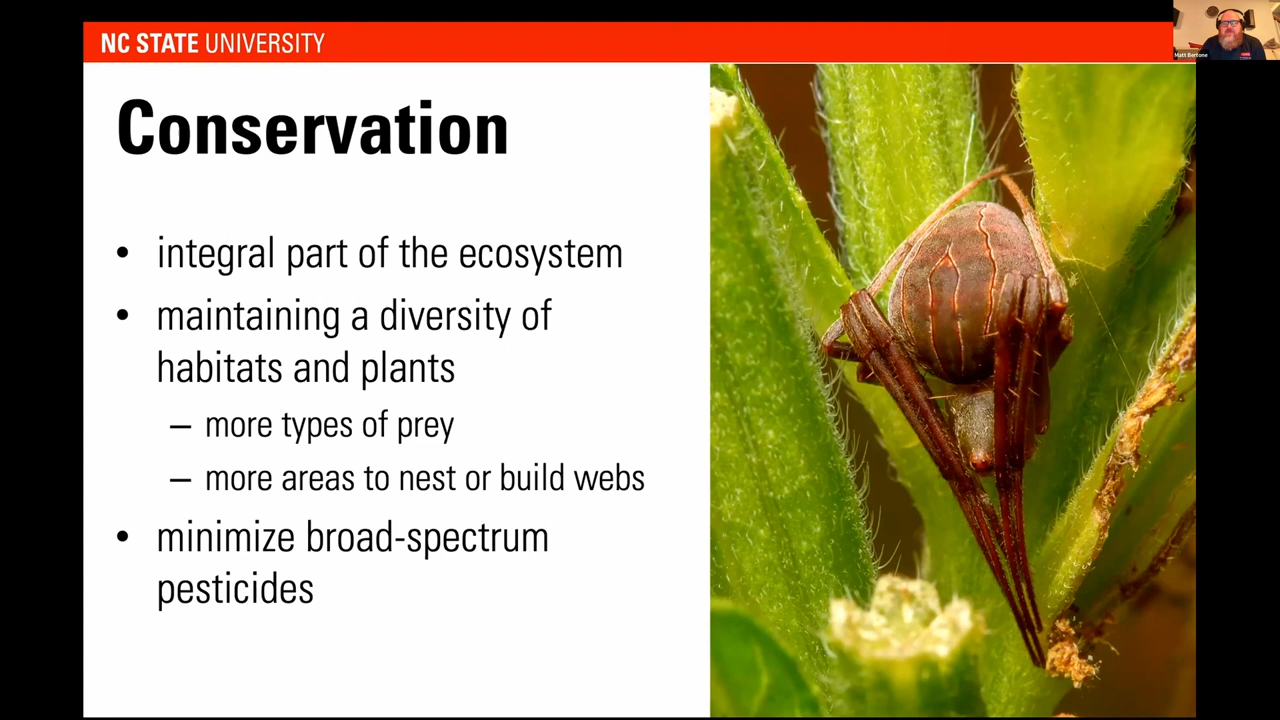 NC STATE UNIVERSITY
Matt Bertone
Conservation
• integral part of the ecosystem
• maintaining a diversity of
habitats and plants
– more types of prey
– more areas to nest or build webs
• minimize broad-spectrum
pesticides